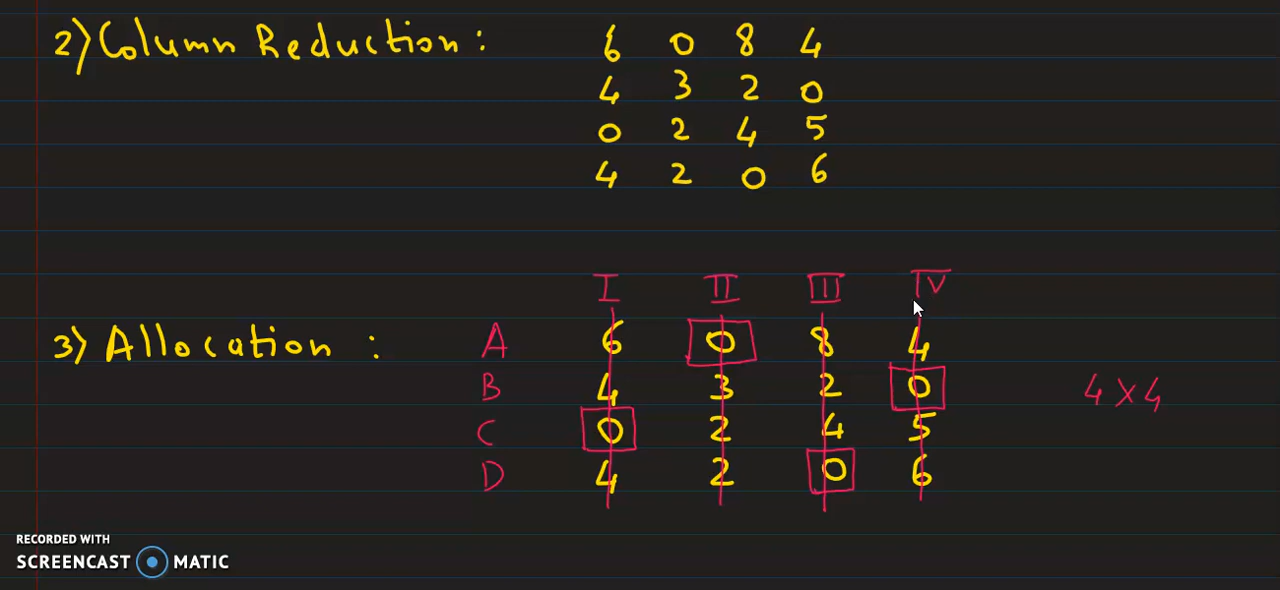 2) Column Reduction: 6 0 8 4
4 3 2 0
0 2 4 5
4 2 0 6
I II III IV
3) Allocation: A 6 0 8 4
B 4 3 2 0 4 × 4
C 0 2 4 5
D 4 2 0 6
RECORDED WITH
SCREENCAST MATIC